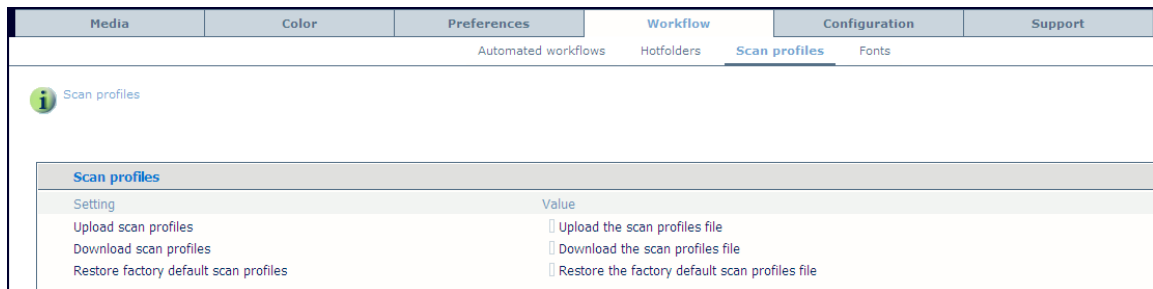 Media Color Preferences Workflow Configuration Support
Automated workflows Hotfolders Scan profiles Fonts
Scan profiles
Scan profiles
Setting Value
Upload scan profiles Upload the scan profiles file
Download scan profiles Download the scan profiles file
Restore factory default scan profiles Restore the factory default scan profiles file